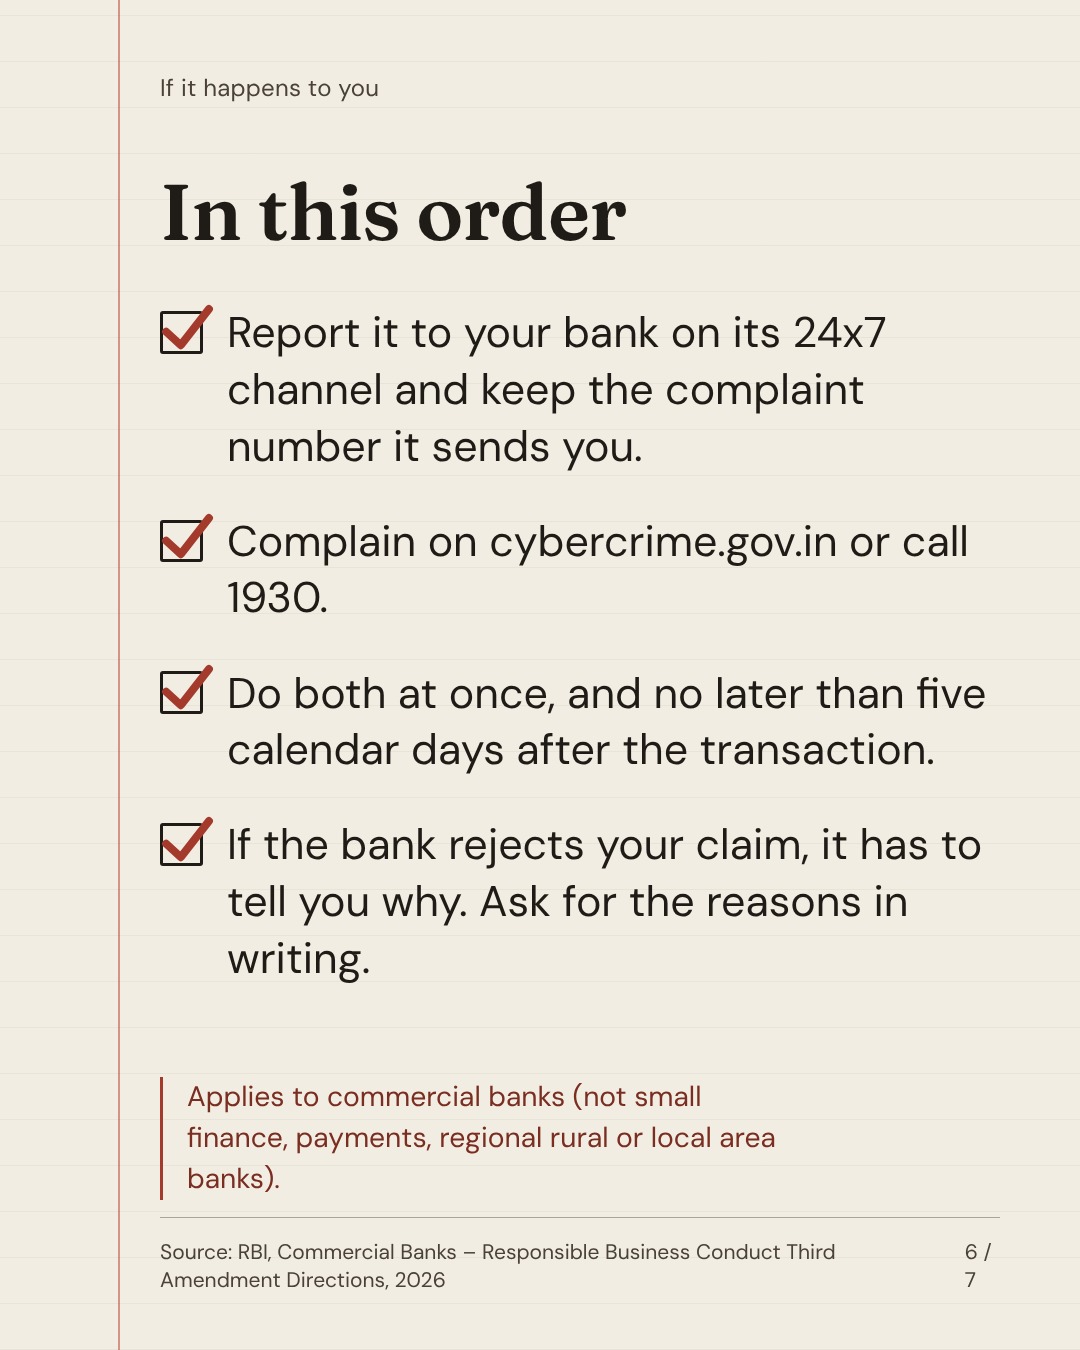 If it happens to you
In this order
Report it to your bank on its 24x7
channel and keep the complaint
number it sends you.
Complain on cybercrime.gov.in or call
1930.
Do both at once, and no later than five
calendar days after the transaction.
If the bank rejects your claim, it has to
tell you why. Ask for the reasons in
writing.
Applies to commercial banks (not small
finance, payments, regional rural or local area
banks).
Source: RBI, Commercial Banks – Responsible Business Conduct Third
Amendment Directions, 2026
6 /
7